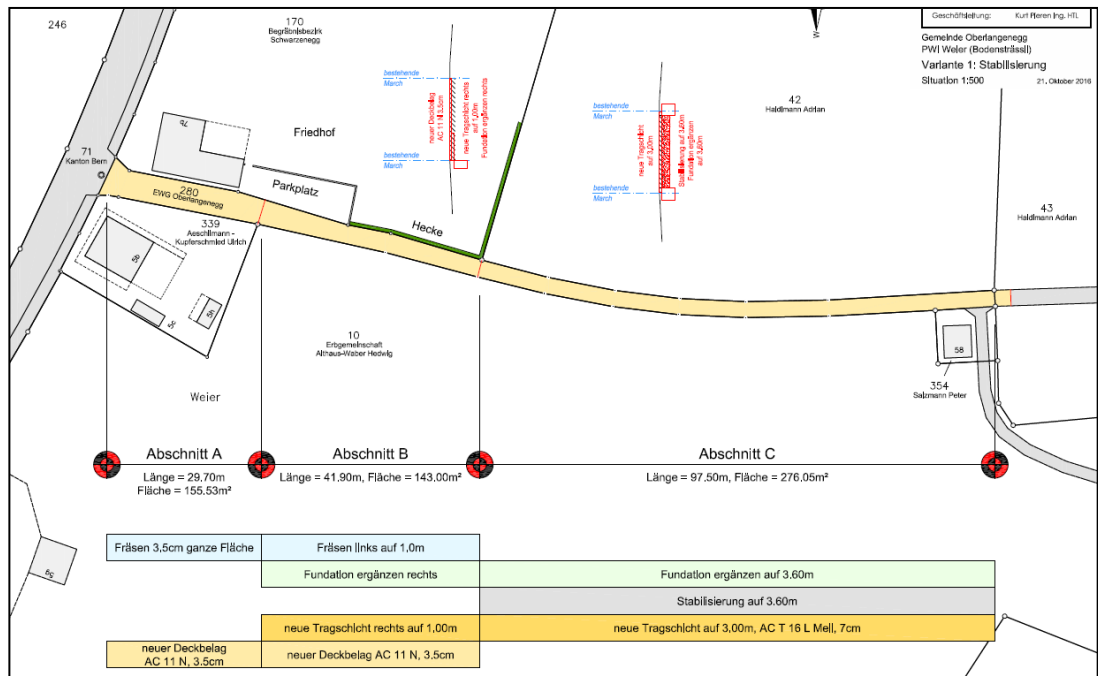 246
170
Begräbnisbezirk
Schwarzenegg
W
Geschäftsleitung: Kurt Pieren Ing. HTL
Gemeinde Oberlangenegg
PWI Weier (Bodensträssli)
Variante 1: Stabilisierung
Situation 1:500 21. Oktober 2016
bestehende
March
neuer Deckbelag
AC 11 N 3.5cm
neue Tragschicht rechts
auf 1,00m
Fundation ergänzen rechts
bestehende
March
bestehende
March
neue Tragschicht
auf 3,00m
Stabilisierung auf 3,60m
Fundation ergänzen
auf 3,60m
bestehende
March
42
Haldimann Adrian
43
Haldimann Adrian
Friedhof
7b
71
Kanton Bern
280
EWG Oberlangenegg
Parkplatz
Hecke
339
Aeschlimann -
Kupferschmied Ulrich
5b
5c
5h
10
Erbgemeinschaft
Althaus-Waber Hedwig
58
354
Salzmann Peter
Weier
Abschnitt A
Länge = 29.70m
Fläche = 155.53m²
Abschnitt B
Länge = 41,90m, Fläche = 143,00m²
Abschnitt C
Länge = 97.50m, Fläche = 276,05m²
5g
Fräsen 3,5cm ganze Fläche
Fräsen links auf 1,0m
Fundation ergänzen rechts
Fundation ergänzen auf 3.60m
Stabilisierung auf 3.60m
neue Tragschicht rechts auf 1,00m
neue Tragschicht auf 3,00m, AC T 16 L Mell, 7cm
neuer Deckbelag
AC 11 N, 3.5cm
neuer Deckbelag AC 11 N, 3.5cm